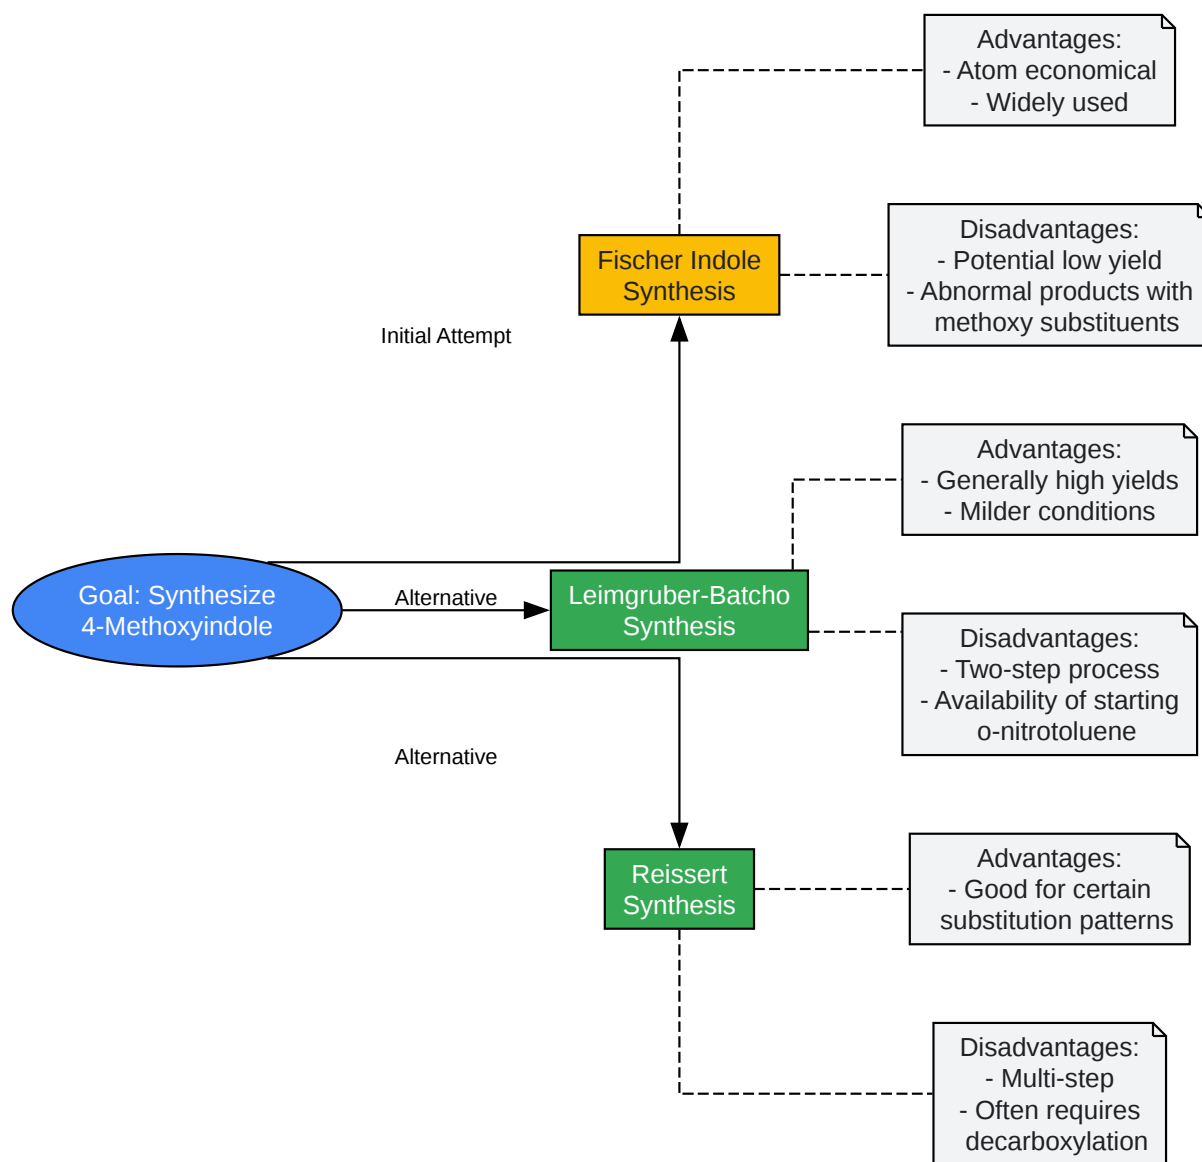 Advantages:
- Atom economical
- Widely used
Disadvantages:
- Potential low yield
- Abnormal products with
methoxy substituents
Fischer Indole
Synthesis
Initial Attempt
Advantages:
- Generally high yields
- Milder conditions
Goal: Synthesize
4-Methoxyindole
Alternative
Leimgruber-Batcho
Synthesis
Disadvantages:
- Two-step process
- Availability of starting
o-nitrotoluene
Alternative
Reissert
Synthesis
Advantages:
- Good for certain
substitution patterns
Disadvantages:
- Multi-step
- Often requires
decarboxylation